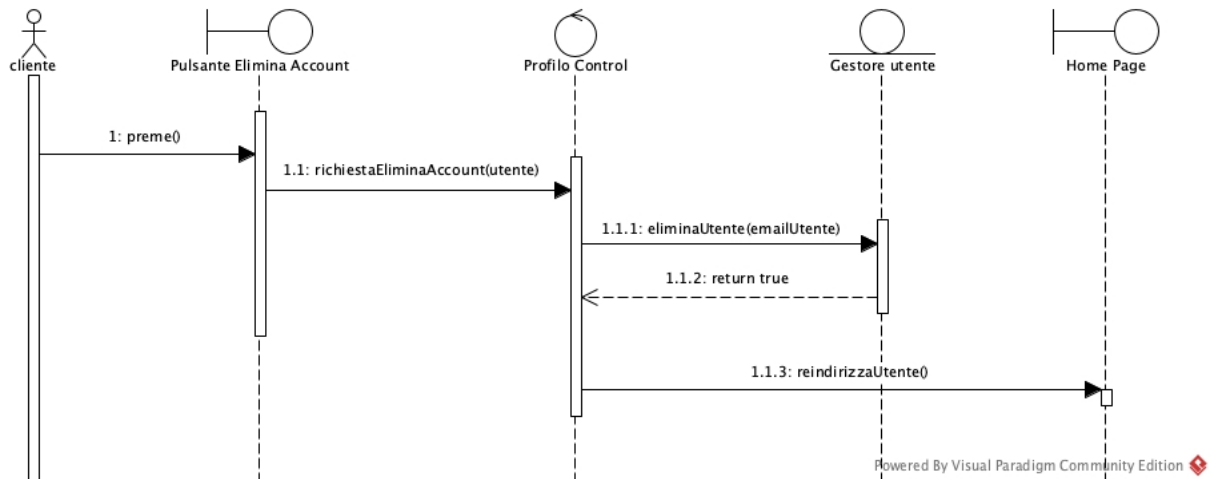 cliente
Pulsante Elimina Account
Profilo Control
Gestore utente
Home Page
1: preme()
1.1: richiestaEliminaAccount(utente)
1.1.1: eliminaUtente(emailUtente)
1.1.2: return true
1.1.3: reindirizzaUtente()
Powered By Visual Paradigm Community Edition